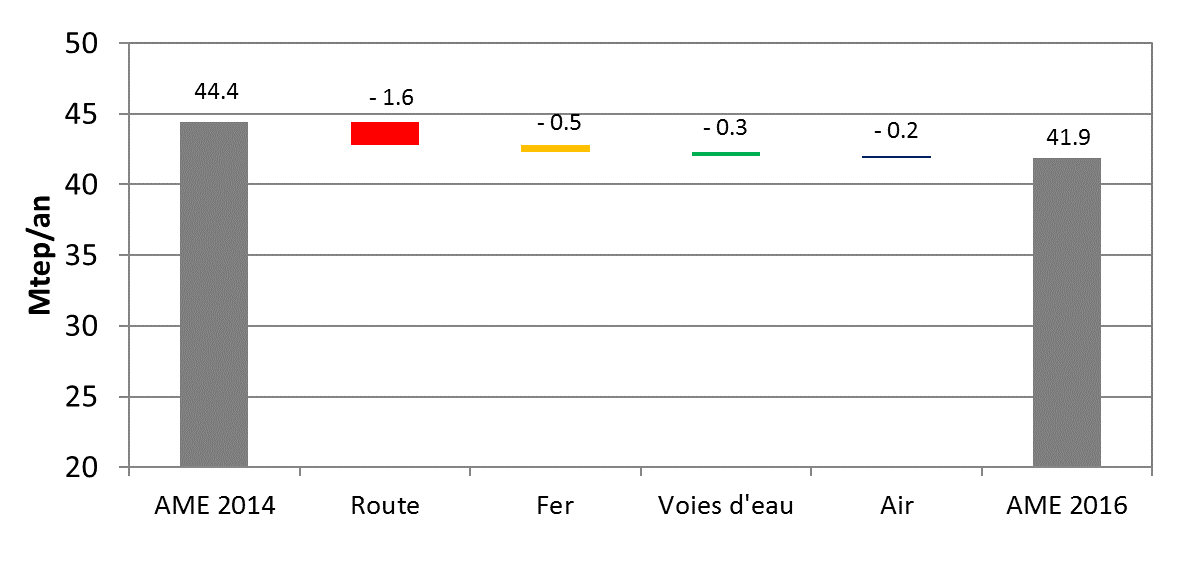 Mtep/an
50
45
40
35
30
25
20
44.4
- 1.6
- 0.5
- 0.3
- 0.2
41.9
AME 2014
Route
Fer
Voies d'eau
Air
AME 2016